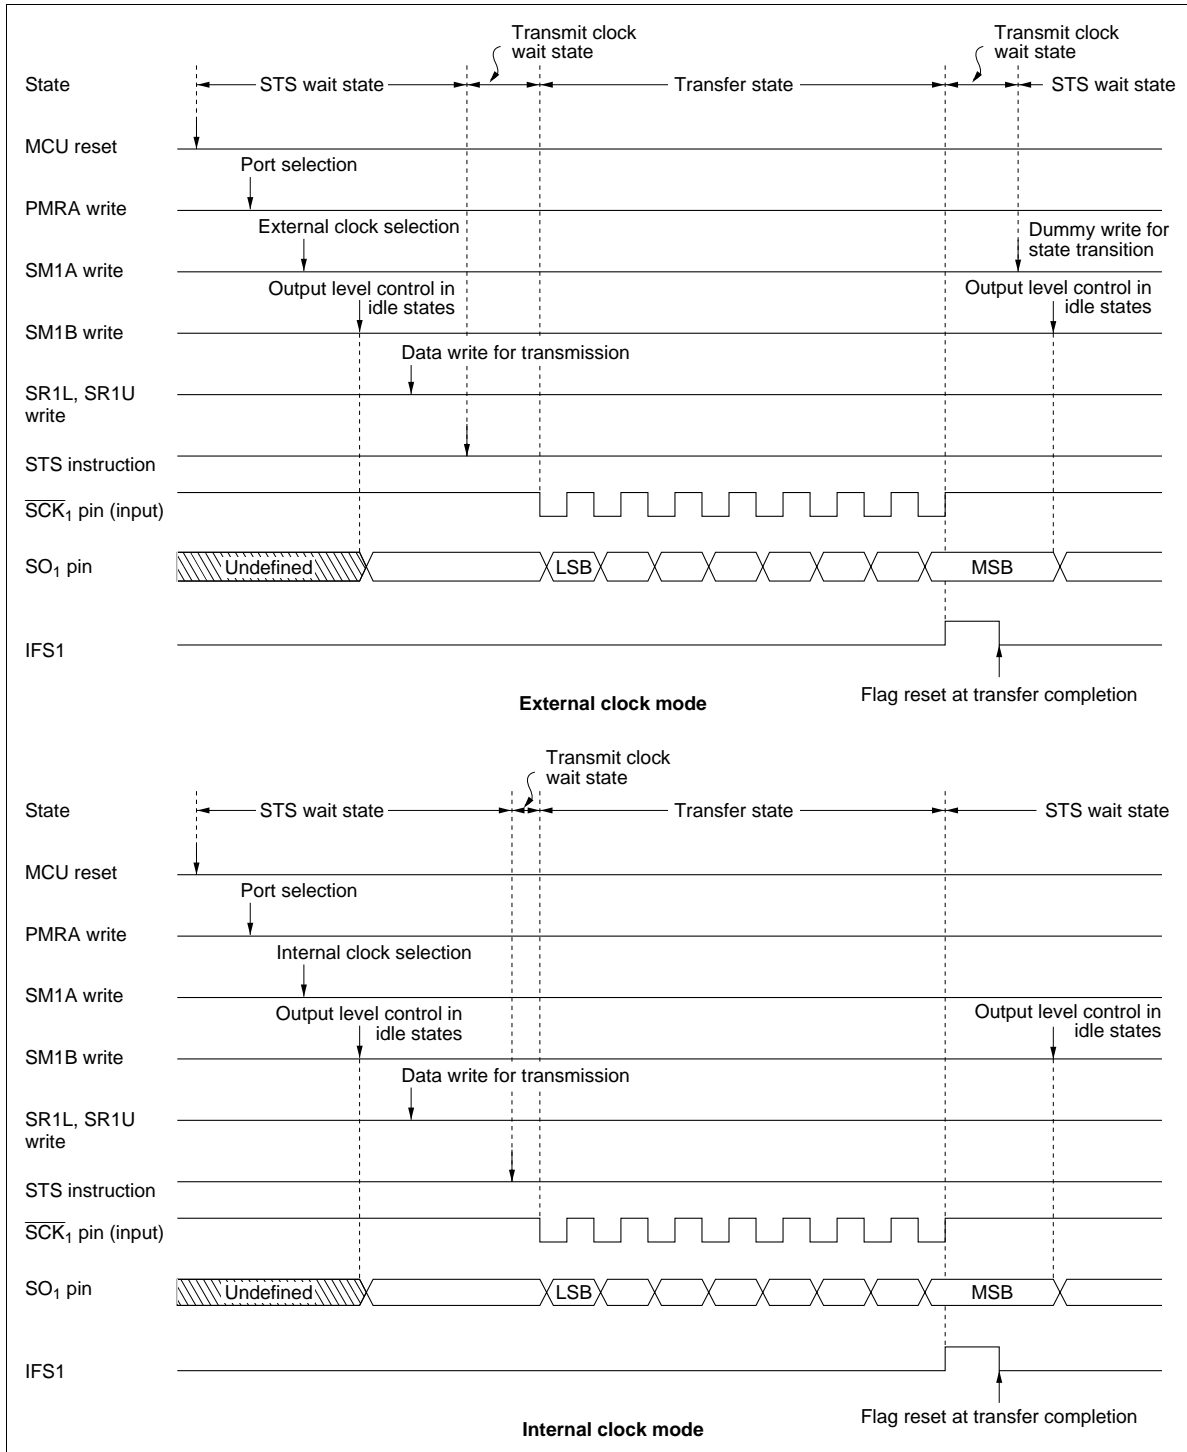 Transmit clock
wait state
Transmit clock
wait state
State
STS wait state
Transfer state
STS wait state
MCU reset
Port selection
PMRA write
External clock selection
Dummy write for
state transition
SM1A write
Output level control in
idle states
Output level control in
idle states
SM1B write
Data write for transmission
SR1L, SR1U
write
STS instruction
SCK1 pin (input)
SO1 pin
Undefined
LSB
MSB
IFS1
Flag reset at transfer completion
External clock mode
Transmit clock
wait state
State
STS wait state
Transfer state
STS wait state
MCU reset
Port selection
PMRA write
Internal clock selection
SM1A write
Output level control in
idle states
Output level control in
idle states
SM1B write
Data write for transmission
SR1L, SR1U
write
STS instruction
SCK1 pin (input)
SO1 pin
Undefined
LSB
MSB
IFS1
Flag reset at transfer completion
Internal clock mode